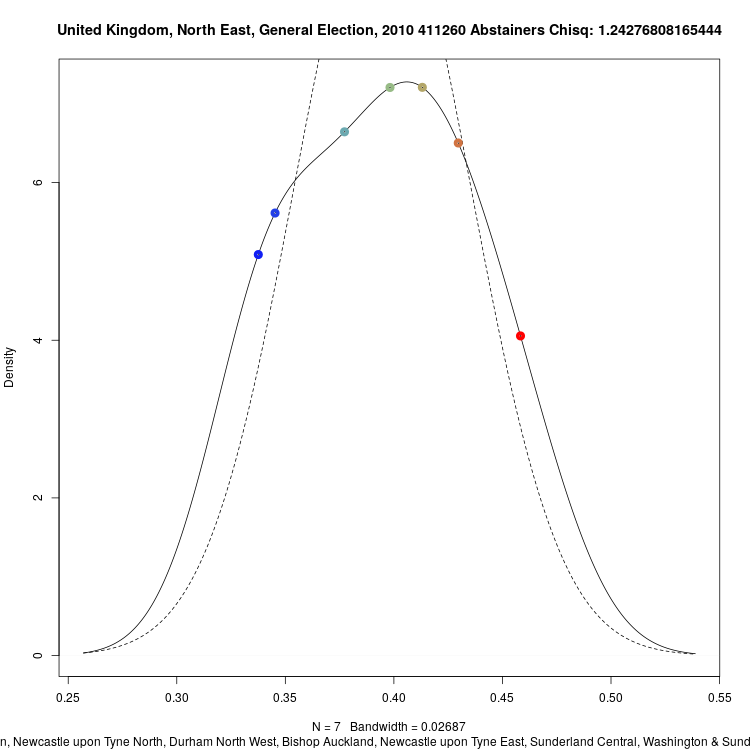 United Kingdom, North East, General Election, 2010 411260 Abstainers Chisq: 1.24276808165444
Density
6
4
2
0
0.25 0.30 0.35 0.40 0.45 0.50 0.55
N = 7 Bandwidth = 0.02687
n, Newcastle upon Tyne North, Durham North West, Bishop Auckland, Newcastle upon Tyne East, Sunderland Central, Washington & Sund